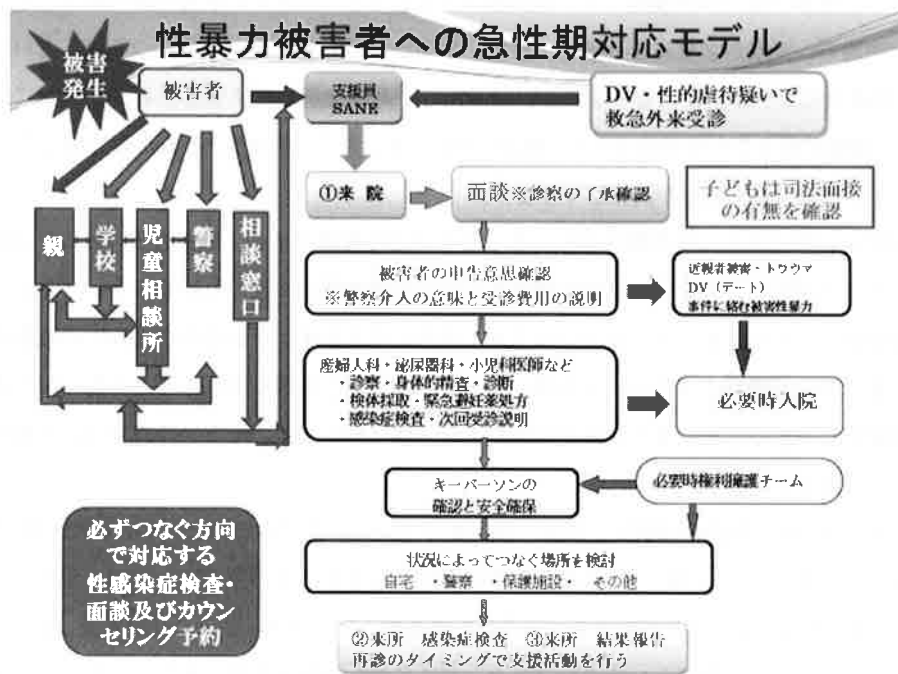 性暴力被害者への急性期対応モデル
被害
発生
被害者
支援員
SANE
DV・性的虐待疑いで
救急外来受診
①来 院
面談※診察の了承確認
子どもは司法面接
の有無を確認
親
学校
児童相談所
警察
相談窓口
被害者の申告意思確認
※警察介入の意味と受診費用の説明
近親者被害・トラウマ
DV（デート）
事件に絡む被害性暴力
産婦人科・泌尿器科・小児科医師など
・診察・身体的精査・診断
・検体採取・緊急避妊薬処方
・感染症検査・次回受診説明
必要時入院
キーパーソンの
確認と安全確保
必要時権利擁護チーム
必ずつなぐ方向
で対応する
性感染症検査・
面談及びカウン
セリング予約
状況によってつなぐ場所を検討
自宅 ・警察 ・保護施設・ その他
②来所 感染症検査 ③来所 結果報告
再診のタイミングで支援活動を行う